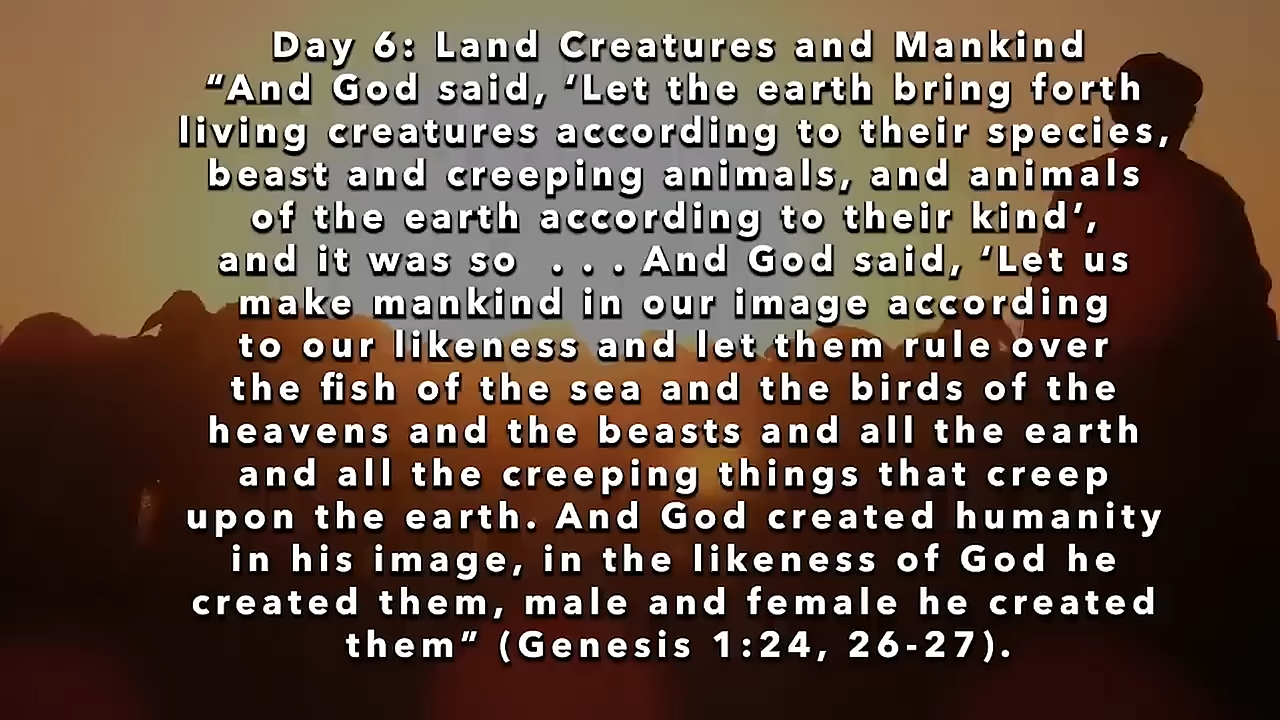 Day 6: Land Creatures and Mankind
“And God said, ‘Let the earth bring forth
living creatures according to their species,
beast and creeping animals, and animals
of the earth according to their kind’,
and it was so . . . And God said, ‘Let us
make mankind in our image according
to our likeness and let them rule over
the fish of the sea and the birds of the
heavens and the beasts and all the earth
and all the creeping things that creep
upon the earth. And God created humanity
in his image, in the likeness of God he
created them, male and female he created
them” (Genesis 1:24, 26-27).